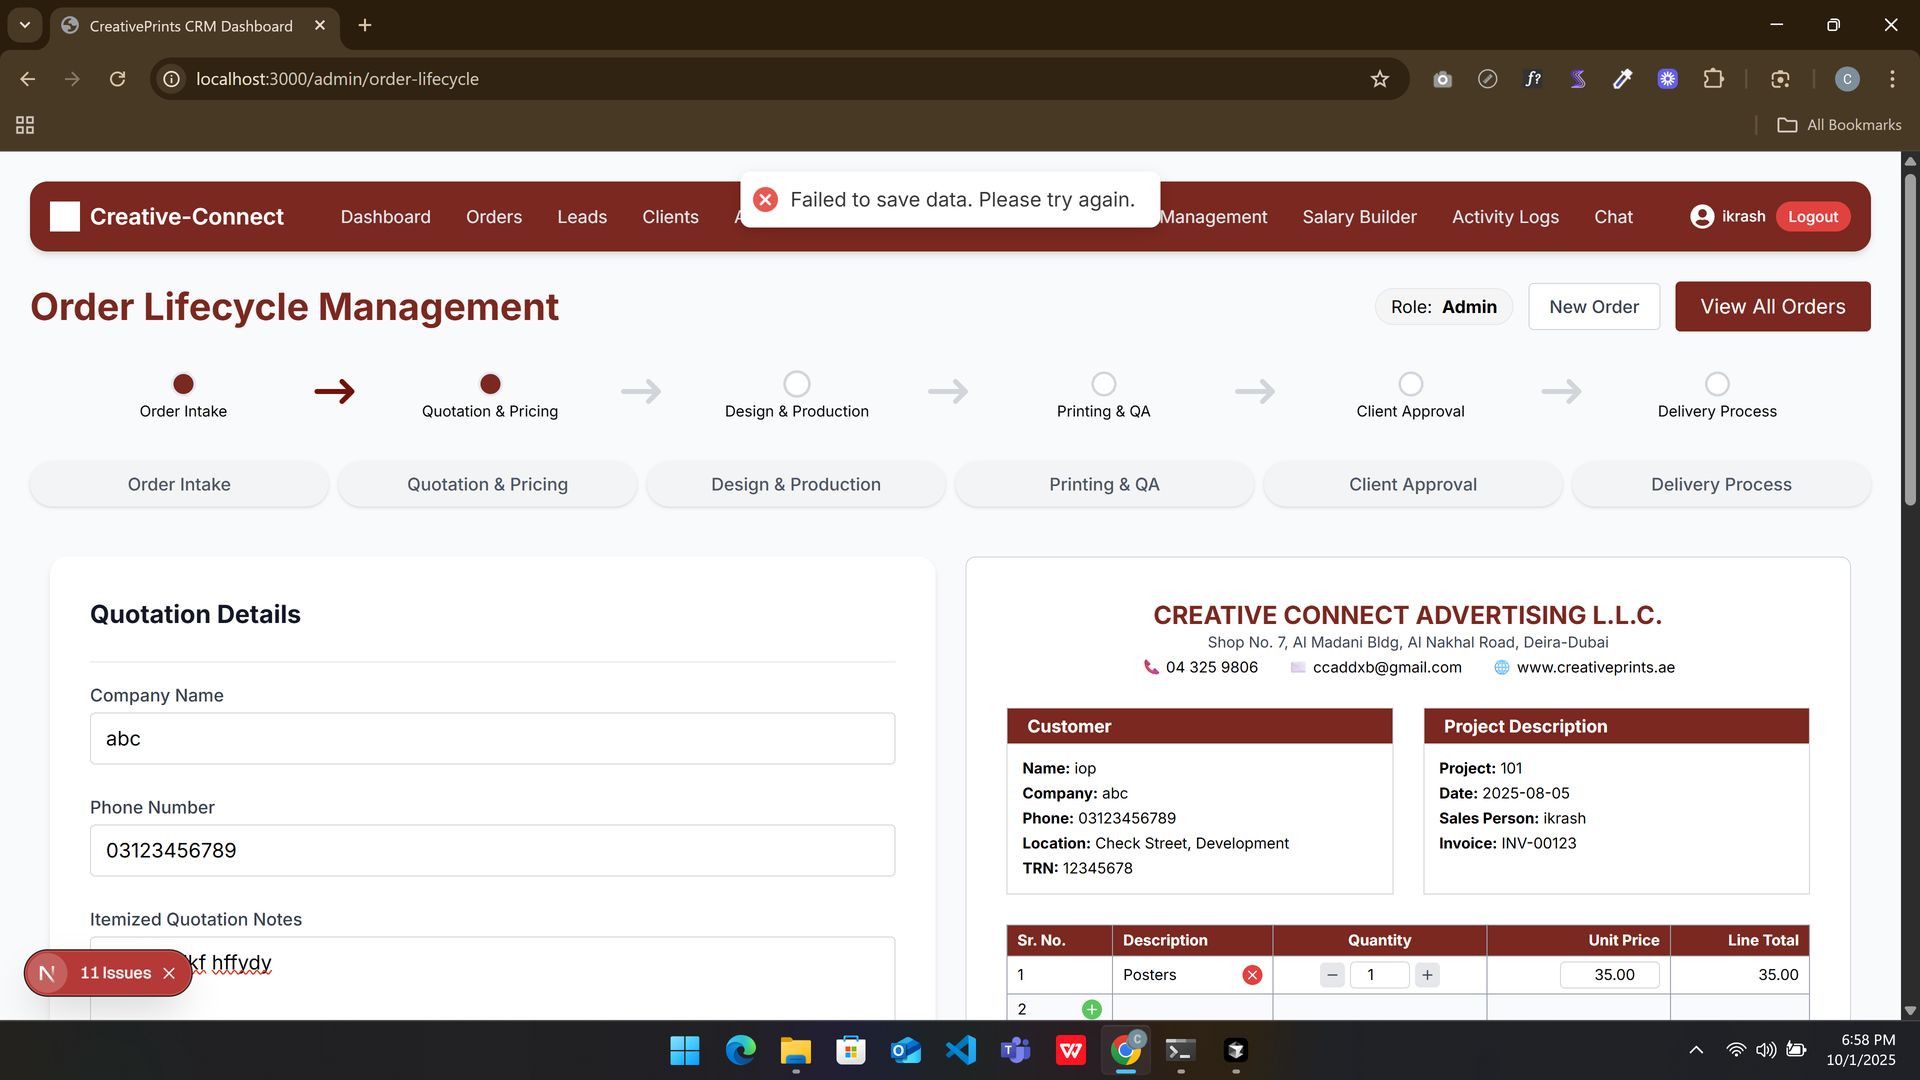 CreativePrints CRM Dashboard
localhost:3000/admin/order-lifecycle
f?
C
All Bookmarks
Failed to save data. Please try again.
Creative-Connect
Dashboard
Orders
Leads
Clients
Management
Salary Builder
Activity Logs
Chat
ikrash
Logout
Order Lifecycle Management
Role: Admin
New Order
View All Orders
Order Intake
Quotation & Pricing
Design & Production
Printing & QA
Client Approval
Delivery Process
Order Intake
Quotation & Pricing
Design & Production
Printing & QA
Client Approval
Delivery Process
Quotation Details
Company Name
abc
Phone Number
03123456789
Itemized Quotation Notes
hffydy
N
11 Issues
CREATIVE CONNECT ADVERTISING L.L.C.
Shop No. 7, Al Madani Bldg, Al Nakhal Road, Deira-Dubai
04 325 9806
ccaddxb@gmail.com
www.creativeprints.ae
Customer
Name: iop
Company: abc
Phone: 03123456789
Location: Check Street, Development
TRN: 12345678
Project Description
Project: 101
Date: 2025-08-05
Sales Person: ikrash
Invoice: INV-00123
Sr. No. Description Quantity Unit Price Line Total
1 Posters − 1 + 35.00 35.00
2
6:58 PM
10/1/2025